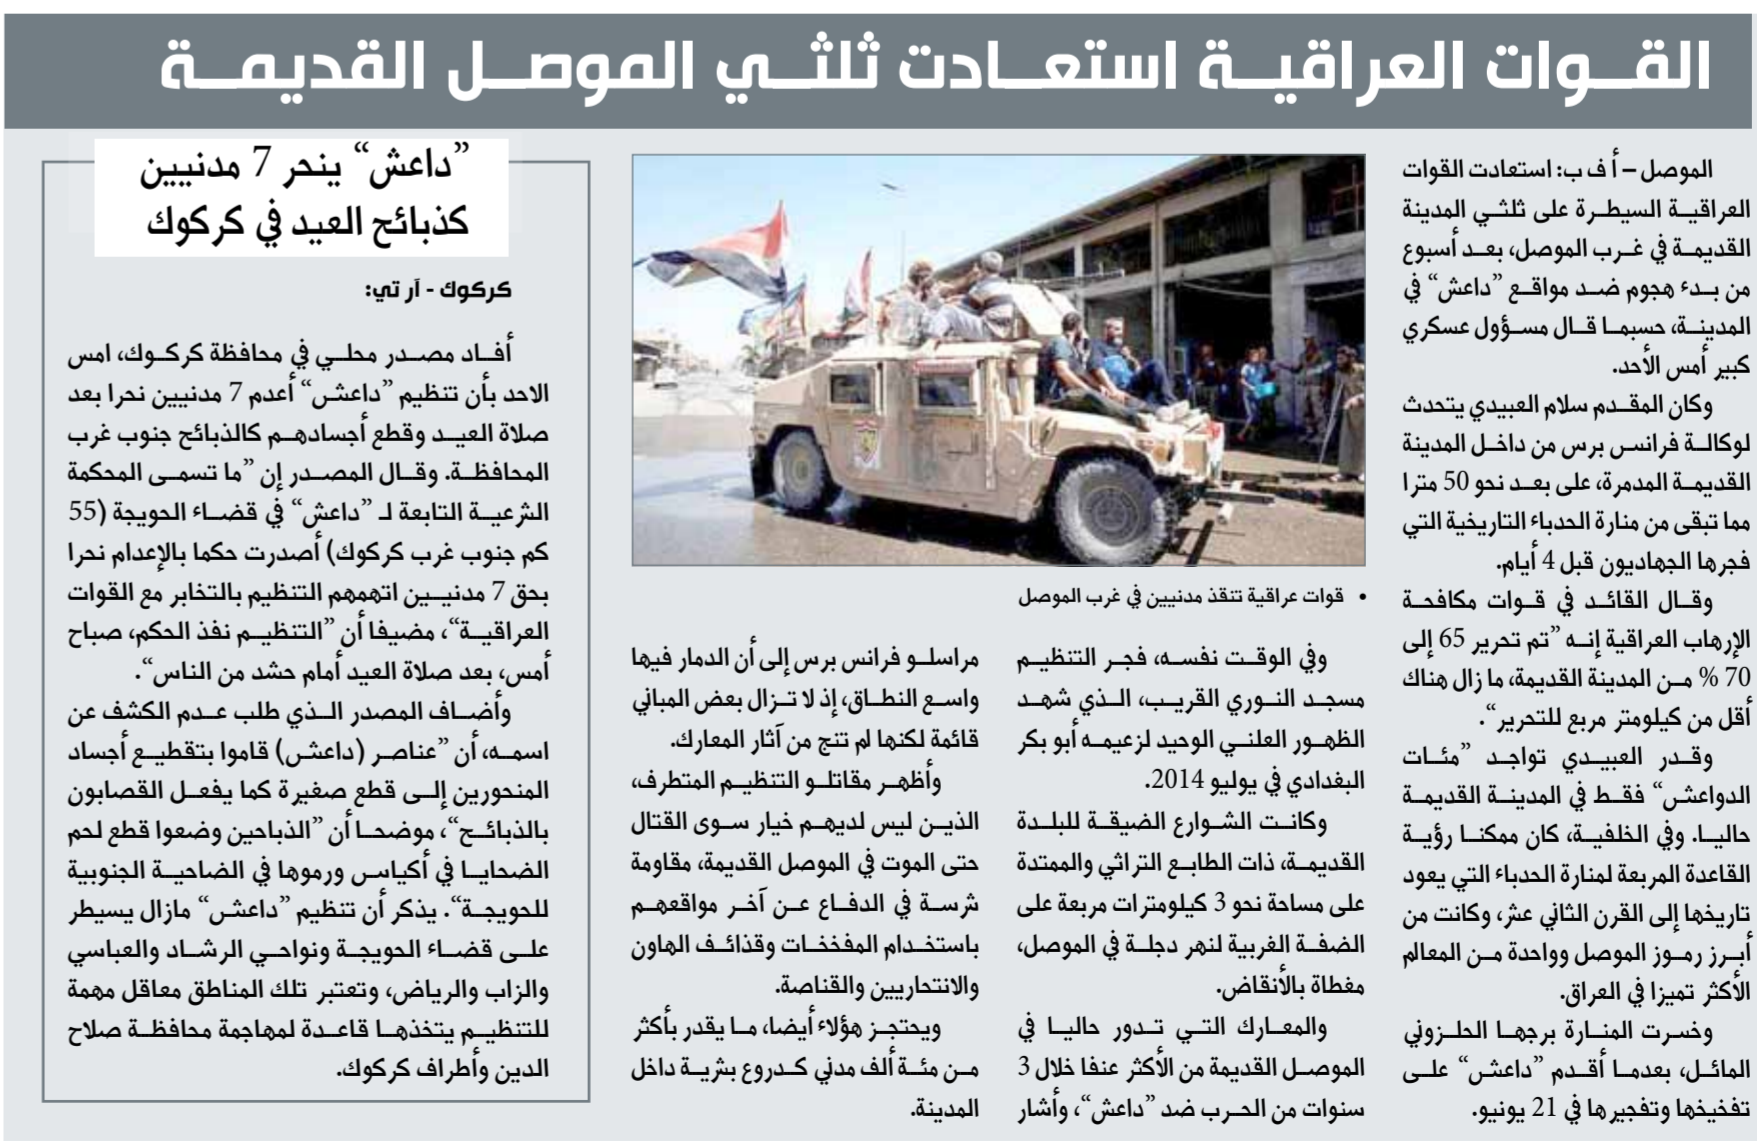 القوات العراقية استعادت ثلثي الموصل القديمة
الموصل – أ ف ب: استعادت القوات
العراقية السيطرة على ثلثي المدينة
القديمة في غرب الموصل، بعد أسبوع
من بدء هجوم ضد مواقع ”داعش“ في
المدينة، حسبما قال مسؤول عسكري
كبير أمس الأحد.
وكان المقدم سلام العبيدي يتحدث
لوكالة فرانس برس من داخل المدينة
القديمة المدمرة، على بعد نحو 50 مترا
مما تبقى من منارة الحدباء التاريخية التي
فجرها الجهاديون قبل 4 أيام.
وقال القائد في قوات مكافحة
الإرهاب العراقية إنه ”تم تحرير 65 إلى
70 % من المدينة القديمة، ما زال هناك
أقل من كيلومتر مربع للتحرير“.
وقدر العبيدي تواجد ”مئات
الدواعش“ فقط في المدينة القديمة
حاليا. وفي الخلفية، كان ممكنا رؤية
القاعدة المربعة لمنارة الحدباء التي يعود
تاريخها إلى القرن الثاني عشر، وكانت من
أبرز رموز الموصل وواحدة من المعالم
الأكثر تميزا في العراق.
وخسرت المنارة برجها الحلزوني
المائل، بعدما أقدم ”داعش“ على
تفخيخها وتفجيرها في 21 يونيو.
• قوات عراقية تنقذ مدنيين في غرب الموصل
وفي الوقت نفسه، فجر التنظيم
مسجد النوري القريب، الذي شهد
الظهور العلني الوحيد لزعيمه أبو بكر
البغدادي في يوليو 2014.
وكانت الشوارع الضيقة للبلدة
القديمة، ذات الطابع التراثي والممتدة
على مساحة نحو 3 كيلومترات مربعة على
الضفة الغربية لنهر دجلة في الموصل،
مغطاة بالأنقاض.
والمعارك التي تدور حاليا في
الموصل القديمة من الأكثر عنفا خلال 3
سنوات من الحرب ضد ”داعش“، وأشار
مراسلو فرانس برس إلى أن الدمار فيها
واسع النطاق، إذ لا تزال بعض المباني
قائمة لكنها لم تنج من آثار المعارك.
وأظهر مقاتلو التنظيم المتطرف،
الذين ليس لديهم خيار سوى القتال
حتى الموت في الموصل القديمة، مقاومة
شرسة في الدفاع عن آخر مواقعهم
باستخدام المفخخات وقذائف الهاون
والانتحاريين والقناصة.
ويحتجز هؤلاء أيضا، ما يقدر بأكثر
من مئة ألف مدني كدروع بشرية داخل
المدينة.
”داعش“ ينحر 7 مدنيين
كذبائح العيد في كركوك
كركوك - آر تي:
أفاد مصدر محلي في محافظة كركوك، امس
الاحد بأن تنظيم ”داعش“ أعدم 7 مدنيين نحرا بعد
صلاة العيد وقطع أجسادهم كالذبائح جنوب غرب
المحافظة. وقال المصدر إن ”ما تسمى المحكمة
الشرعية التابعة لـ ”داعش“ في قضاء الحويجة (55
كم جنوب غرب كركوك) أصدرت حكما بالإعدام نحرا
بحق 7 مدنيين اتهمهم التنظيم بالتخابر مع القوات
العراقية“، مضيفا أن ”التنظيم نفذ الحكم، صباح
أمس، بعد صلاة العيد أمام حشد من الناس“.
وأضاف المصدر الذي طلب عدم الكشف عن
اسمه، أن ”عناصر (داعش) قاموا بتقطيع أجساد
المنحورين إلى قطع صغيرة كما يفعل القصابون
بالذبائح“، موضحا أن ”الذباحين وضعوا قطع لحم
الضحايا في أكياس ورموها في الضاحية الجنوبية
للحويجة“. يذكر أن تنظيم ”داعش“ مازال يسيطر
على قضاء الحويجة ونواحي الرشاد والعباسي
والزاب والرياض، وتعتبر تلك المناطق معاقل مهمة
للتنظيم يتخذها قاعدة لمهاجمة محافظة صلاح
الدين وأطراف كركوك.